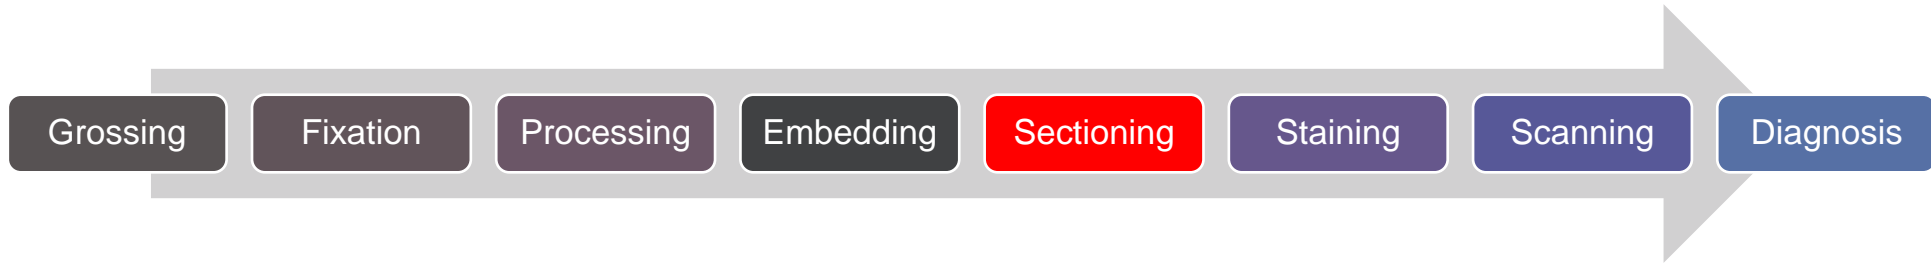 Grossing
Fixation
Processing
Embedding
Sectioning
Staining
Scanning
Diagnosis